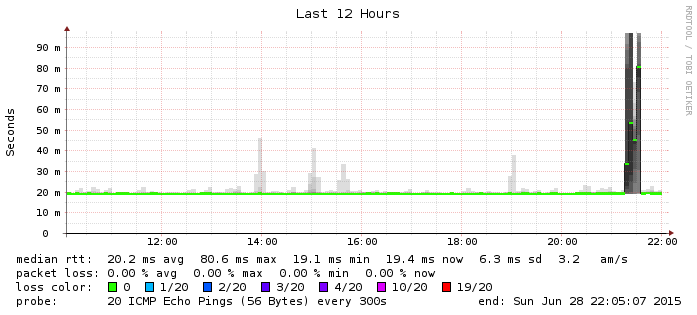 Last 12 Hours
RRDTOOL / TOBI OETIKER
Seconds
90 m
80 m
70 m
60 m
50 m
40 m
30 m
20 m
10 m
0
12:00 14:00 16:00 18:00 20:00 22:00
median rtt: 20.2 ms avg 80.6 ms max 19.1 ms min 19.4 ms now 6.3 ms sd 3.2 am/s
packet loss: 0.00 % avg 0.00 % max 0.00 % min 0.00 % now
loss color: 0 1/20 2/20 3/20 4/20 10/20 19/20
probe: 20 ICMP Echo Pings (56 Bytes) every 300s end: Sun Jun 28 22:05:07 2015